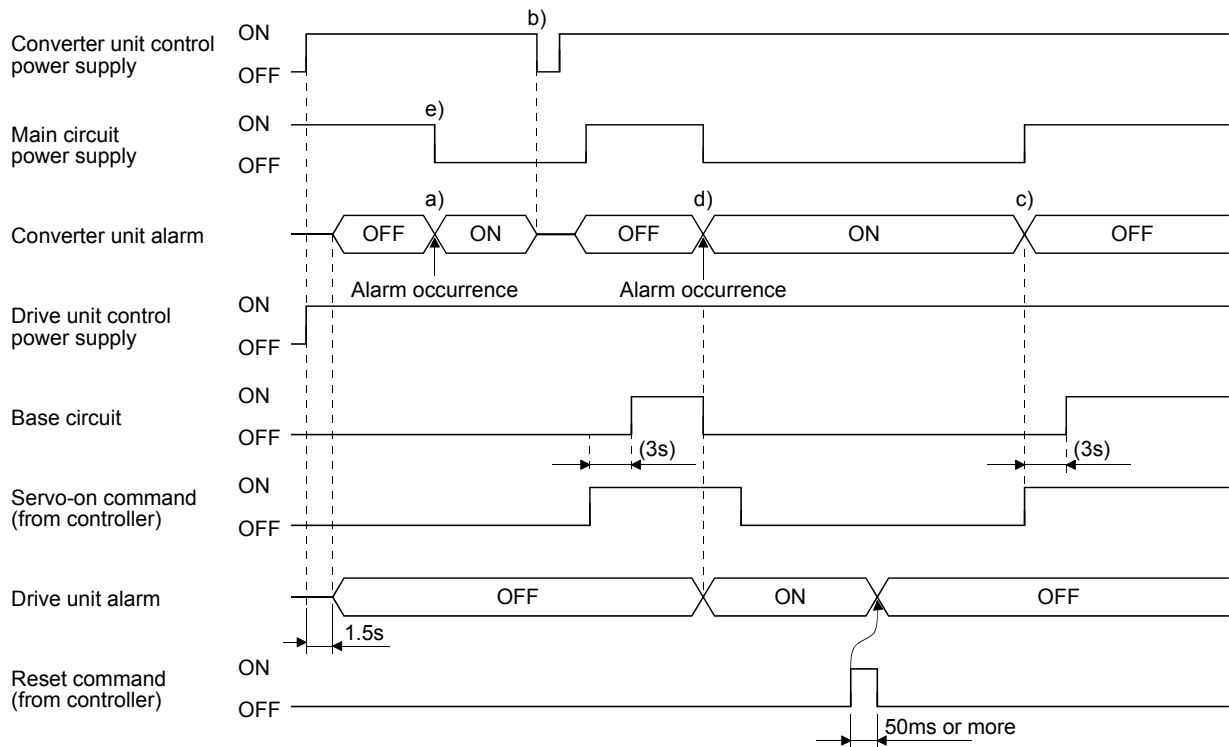 b)
Converter unit control
power supply
ON
OFF
e)
Main circuit
power supply
ON
OFF
a)
d)
c)
Converter unit alarm
OFF
ON
OFF
ON
OFF
Alarm occurrence
Alarm occurrence
Drive unit control
power supply
ON
OFF
Base circuit
ON
OFF
(3s)
(3s)
Servo-on command
(from controller)
ON
OFF
Drive unit alarm
OFF
ON
OFF
1.5s
Reset command
(from controller)
ON
OFF
50ms or more